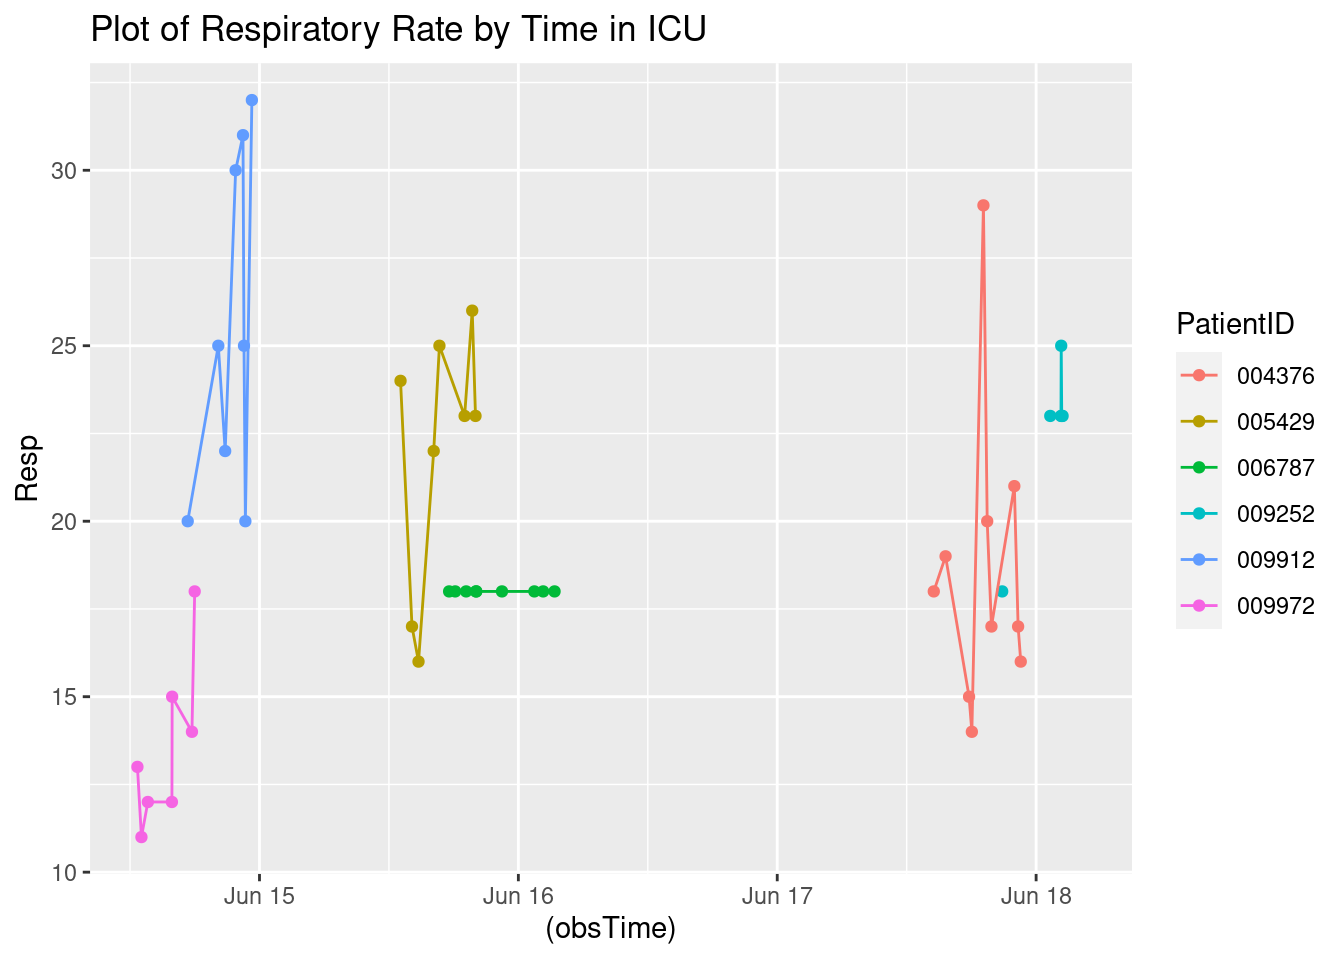 Plot of Respiratory Rate by Time in ICU
30
25
20
15
10
Resp
Jun 15
Jun 16
Jun 17
Jun 18
(obsTime)
PatientID
004376
005429
006787
009252
009912
009972